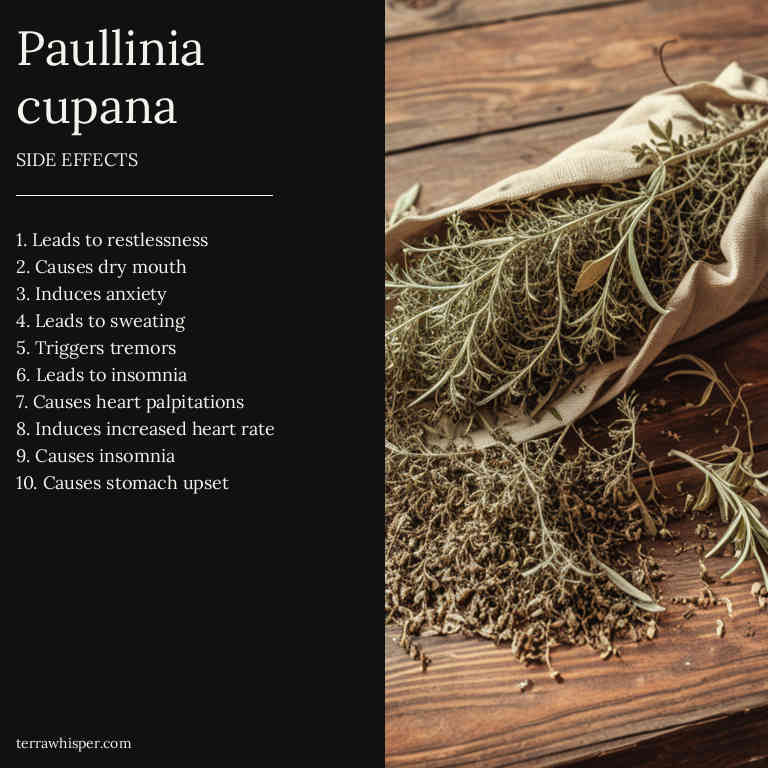 Paullinia
cupana
SIDE EFFECTS
1. Leads to restlessness
2. Causes dry mouth
3. Induces anxiety
4. Leads to sweating
5. Triggers tremors
6. Leads to insomnia
7. Causes heart palpitations
8. Induces increased heart rate
9. Causes insomnia
10. Causes stomach upset
terrawhisper.com